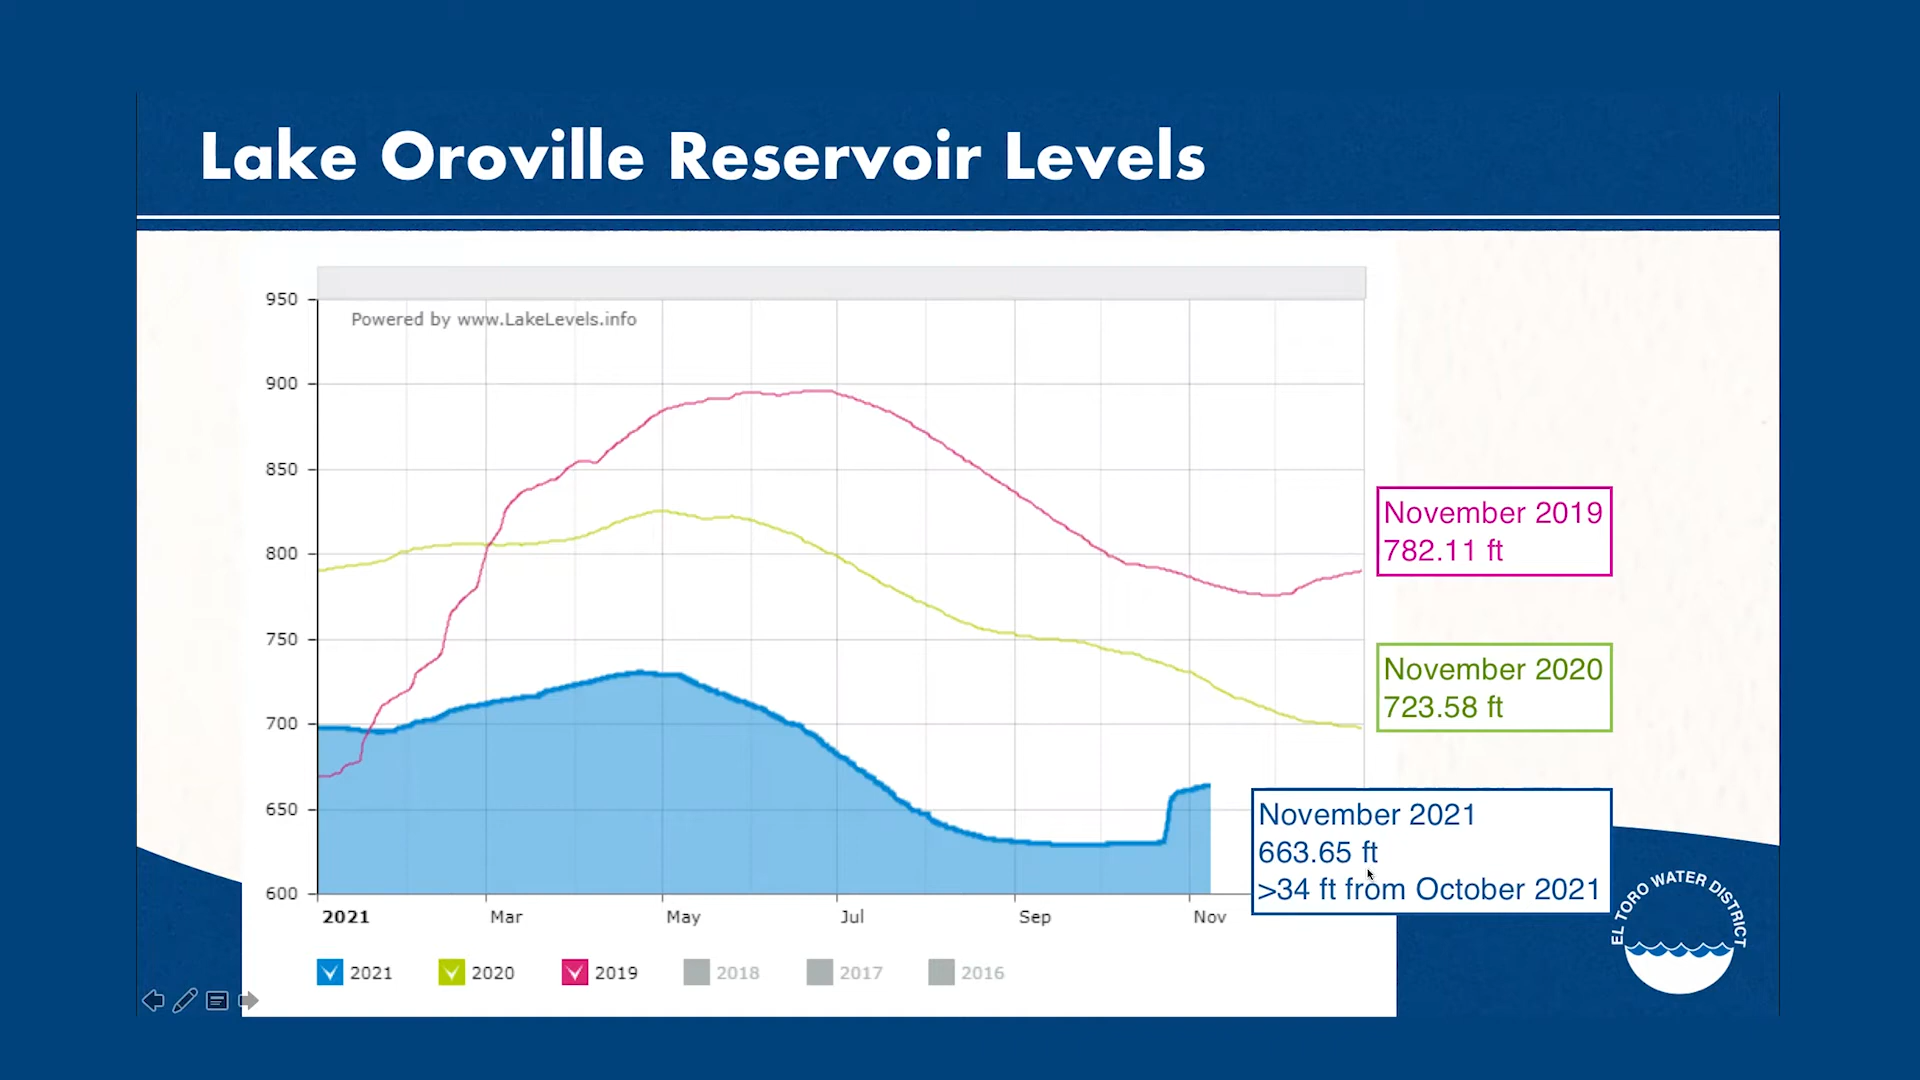 Lake Oroville Reservoir Levels
Powered by www.LakeLevels.info
950
900
850
800
750
700
650
600
2021 Mar May Jul Sep Nov
2021 2020 2019 2018 2017 2016
November 2019
782.11 ft
November 2020
723.58 ft
November 2021
663.65 ft
>34 ft from October 2021
EL TORO WATER DISTRICT